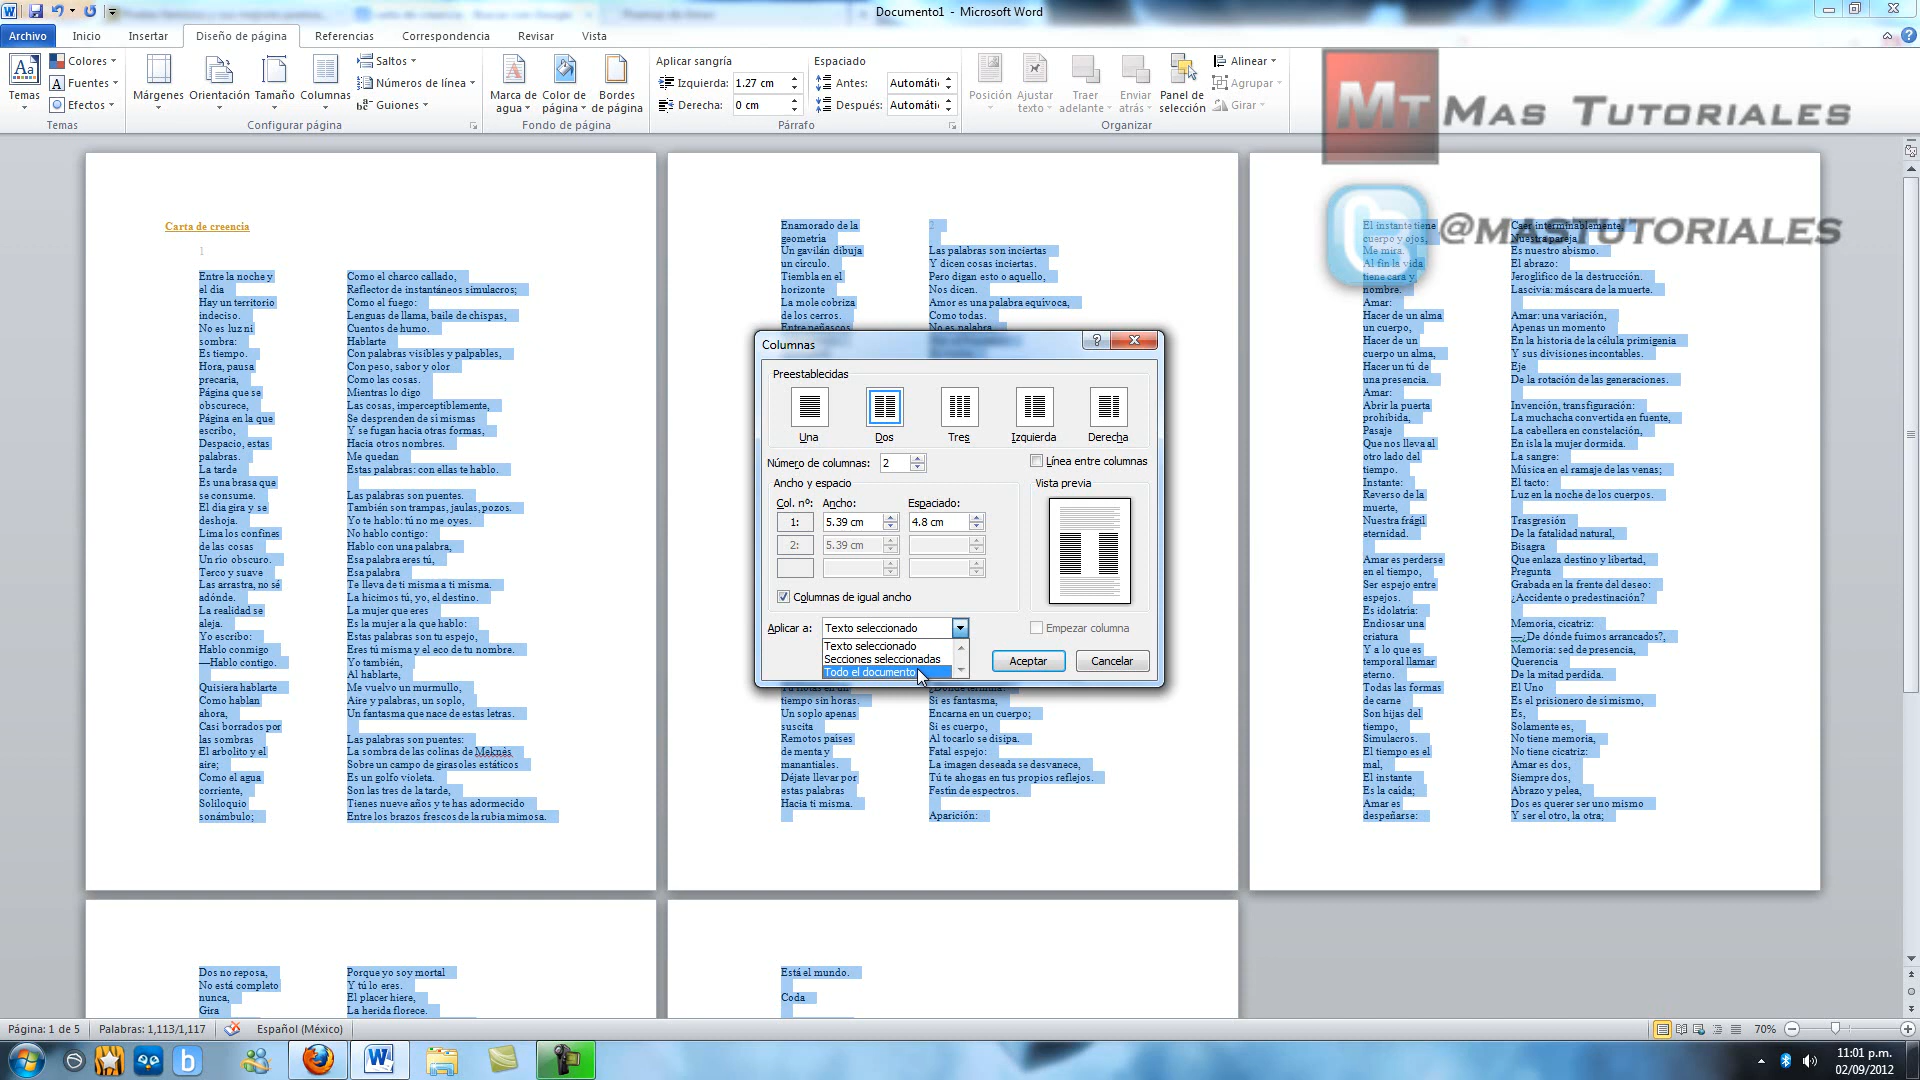 Documento1 - Microsoft Word
Archivo
Inicio
Insertar
Diseño de página
Referencias
Correspondencia
Revisar
Vista
Temas
Colores
Fuentes
Efectos
Temas
Márgenes
Orientación
Tamaño
Columnas
Saltos
Números de línea
Guiones
Configurar página
Marca de agua
Color de página
Bordes de página
Fondo de página
Aplicar sangría
Izquierda: 1.27 cm
Derecha: 0 cm
Espaciado
Antes: Automáti
Después: Automáti
Párrafo
Posición
Ajustar texto
Traer adelante
Enviar atrás
Panel de selección
Alinear
Agrupar
Girar
Organizar
MT MAS TUTORIALES
@MASTUTORIALES
Carta de creencia
1
Entre la noche y
el día
Hay un territorio
indeciso.
No es luz ni
sombra:
Es tiempo.
Hora, pausa
precaria,
Página que se
obscurece,
Página en la que
escribo,
Despacio, estas
palabras.
La tarde
Es una brasa que
se consume.
El día gira y se
deshoja.
Lima los confines
de las cosas
Un río obscuro.
Terco y suave
Las arrastra, no sé
adónde.
La realidad se
aleja.
Yo escribo:
Hablo conmigo
—Hablo contigo.
Quisiera hablarte
Como hablan
ahora,
Casi borrados por
las sombras
El arbolito y el
aire;
Como el agua
corriente,
Soliloquio
sonámbulo;
Como el charco callado,
Reflector de instantáneos simulacros;
Como el fuego:
Lenguas de llama, baile de chispas,
Cuentos de humo.
Hablarte
Con palabras visibles y palpables,
Con peso, sabor y olor
Como las cosas.
Mientras lo digo
Las cosas, imperceptiblemente,
Se desprenden de sí mismas
Y se fugan hacia otras formas,
Hacia otros nombres.
Me quedan
Estas palabras: con ellas te hablo.
Las palabras son puentes.
También son trampas, jaulas, pozos.
Yo te hablo: tú no me oyes.
No hablo contigo:
Hablo con una palabra,
Esa palabra eres tú,
Esa palabra
Te lleva de ti misma a ti misma.
La hicimos tú, yo, el destino.
La mujer que eres
Es la mujer a la que hablo:
Estas palabras son tu espejo,
Eres tú misma y el eco de tu nombre.
Yo también,
Al hablarte,
Me vuelvo un murmullo,
Aire y palabras, un soplo,
Un fantasma que nace de estas letras.
Las palabras son puentes:
La sombra de las colinas de Meknès
Sobre un campo de girasoles estáticos
Es un golfo violeta.
Son las tres de la tarde,
Tienes nueve años y te has adormecido
Entre los brazos frescos de la rubia mimosa.
Enamorado de la
geometría
Un gavilán dibuja
un círculo.
Tiembla en el
horizonte
La mole cobriza
de los cerros.
Entre peñascos
Tú flotas en un
tiempo sin horas.
Un soplo apenas
suscita
Remotos países
de menta y
manantiales.
Déjate llevar por
estas palabras
Hacia ti misma.
2
Las palabras son inciertas
Y dicen cosas inciertas.
Pero digan esto o aquello,
Nos dicen.
Amor es una palabra equívoca,
Como todas.
No es palabra
¿Dónde termina?
Si es fantasma,
Encarna en un cuerpo;
Si es cuerpo,
Al tocarlo se disipa.
Fatal espejo:
La imagen deseada se desvanece,
Tú te ahogas en tus propios reflejos.
Festín de espectros.
Aparición:
El instante tiene
cuerpo y ojos,
Me mira.
Al fin la vida
tiene cara y
nombre.
Amar:
Hacer de un alma
un cuerpo,
Hacer de un
cuerpo un alma,
Hacer un tú de
una presencia.
Amar:
Abrir la puerta
prohibida,
Pasaje
Que nos lleva al
otro lado del
tiempo.
Instante:
Reverso de la
muerte,
Nuestra frágil
eternidad.
Amar es perderse
en el tiempo,
Ser espejo entre
espejos.
Es idolatría:
Endiosar una
criatura
Y a lo que es
temporal llamar
eterno.
Todas las formas
de carne
Son hijas del
tiempo,
Simulacros.
El tiempo es el
mal,
El instante
Es la caída;
Amar es
despeñarse:
Caer interminablemente,
Nuestra pareja
Es nuestro abismo.
El abrazo:
Jeroglífico de la destrucción.
Lascivia: máscara de la muerte.
Amar: una variación,
Apenas un momento
En la historia de la célula primigenia
Y sus divisiones incontables.
Eje
De la rotación de las generaciones.
Invención, transfiguración:
La muchacha convertida en fuente,
La cabellera en constelación,
En isla la mujer dormida.
La sangre:
Música en el ramaje de las venas;
El tacto:
Luz en la noche de los cuerpos.
Trasgresión
De la fatalidad natural,
Bisagra
Que enlaza destino y libertad,
Pregunta
Grabada en la frente del deseo:
¿Accidente o predestinación?
Memoria, cicatriz:
—¿De dónde fuimos arrancados?,
Memoria: sed de presencia,
Querencia
De la mitad perdida.
El Uno
Es el prisionero de sí mismo,
Es,
Solamente es,
No tiene memoria,
No tiene cicatriz:
Amar es dos,
Siempre dos,
Abrazo y pelea,
Dos es querer ser uno mismo
Y ser el otro, la otra;
Columnas
Preestablecidas
Una
Dos
Tres
Izquierda
Derecha
Número de columnas: 2
Línea entre columnas
Ancho y espacio
Vista previa
Col. nº: Ancho: Espaciado:
1: 5.39 cm 4.8 cm
2: 5.39 cm
Columnas de igual ancho
Aplicar a: Texto seleccionado
Empezar columna
Texto seleccionado
Secciones seleccionadas
Todo el documento
Aceptar
Cancelar
Dos no reposa,
No está completo
nunca,
Gira
Porque yo soy mortal
Y tú lo eres.
El placer hiere,
La herida florece.
Está el mundo.
Coda
Página: 1 de 5
Palabras: 1,113/1,117
Español (México)
70%
11:01 p.m.
02/09/2012